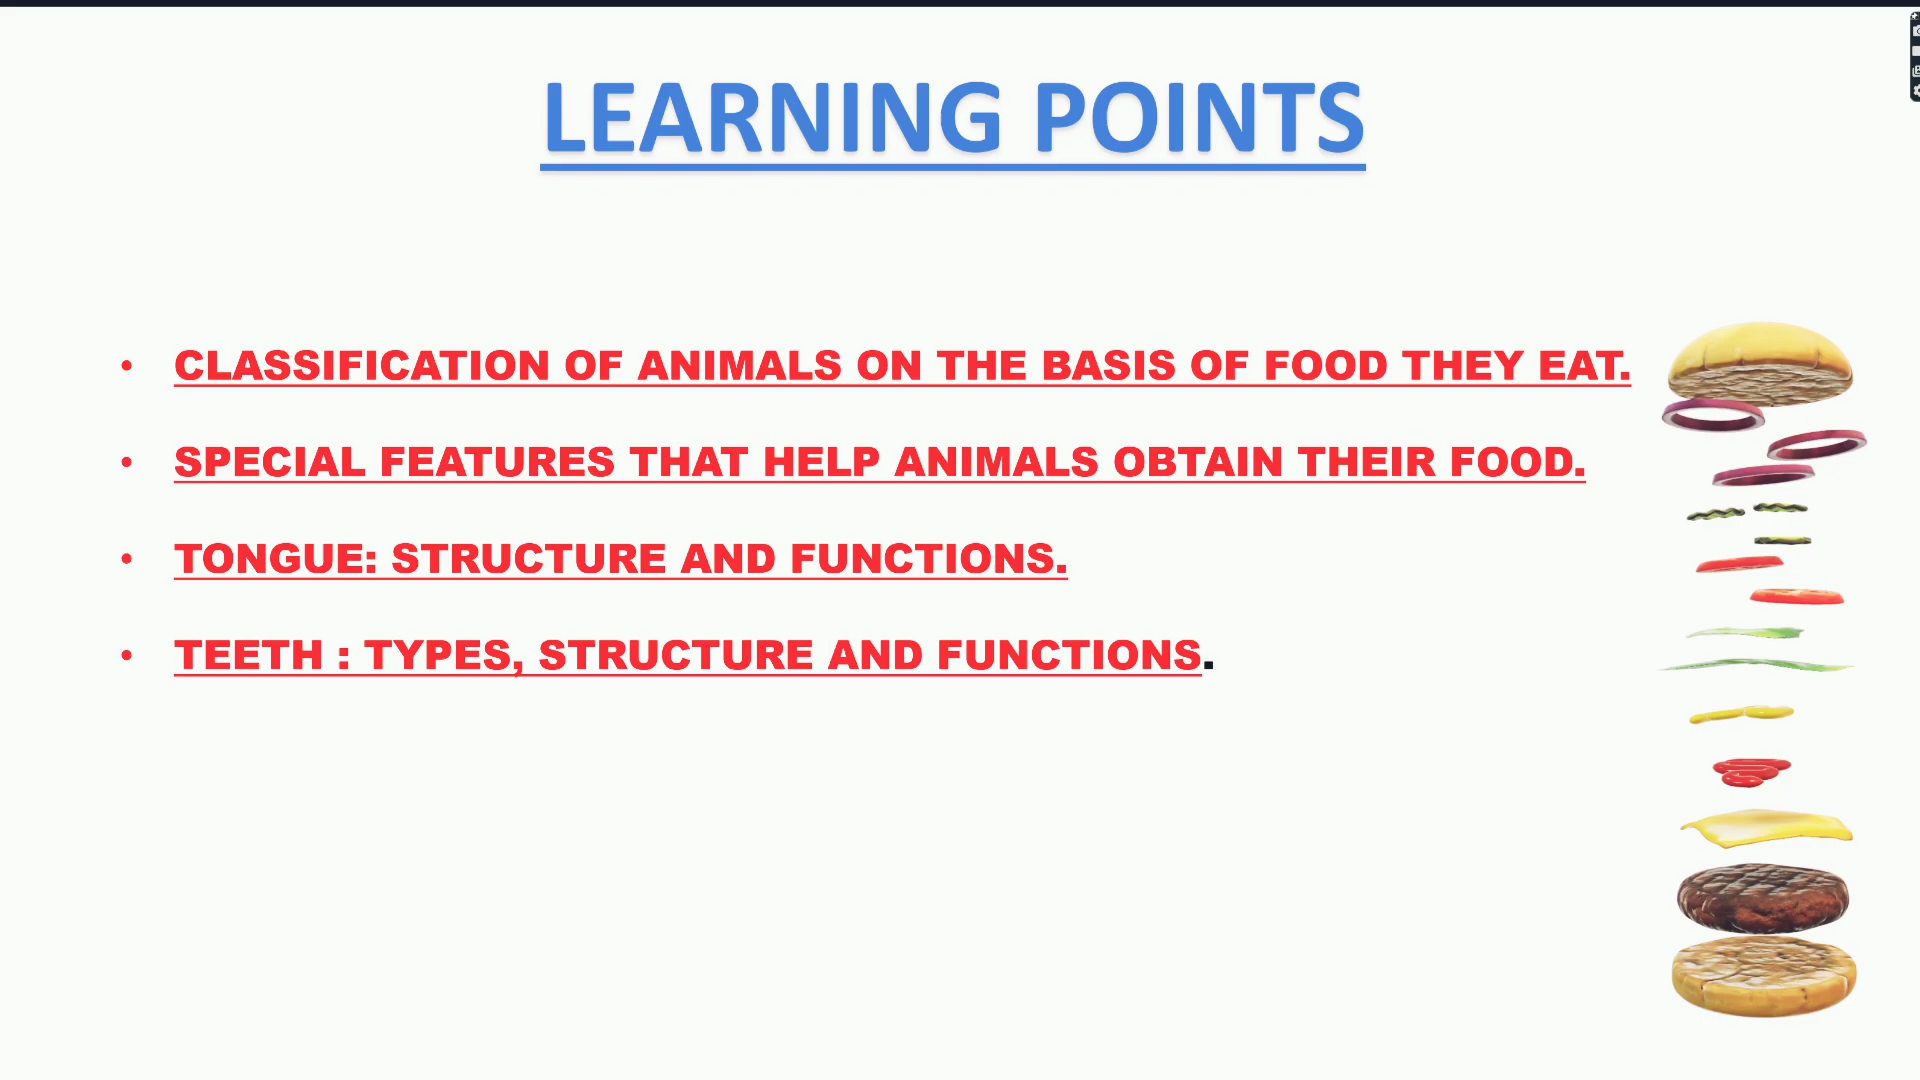 LEARNING POINTS
• CLASSIFICATION OF ANIMALS ON THE BASIS OF FOOD THEY EAT.
• SPECIAL FEATURES THAT HELP ANIMALS OBTAIN THEIR FOOD.
• TONGUE: STRUCTURE AND FUNCTIONS.
• TEETH : TYPES, STRUCTURE AND FUNCTIONS.